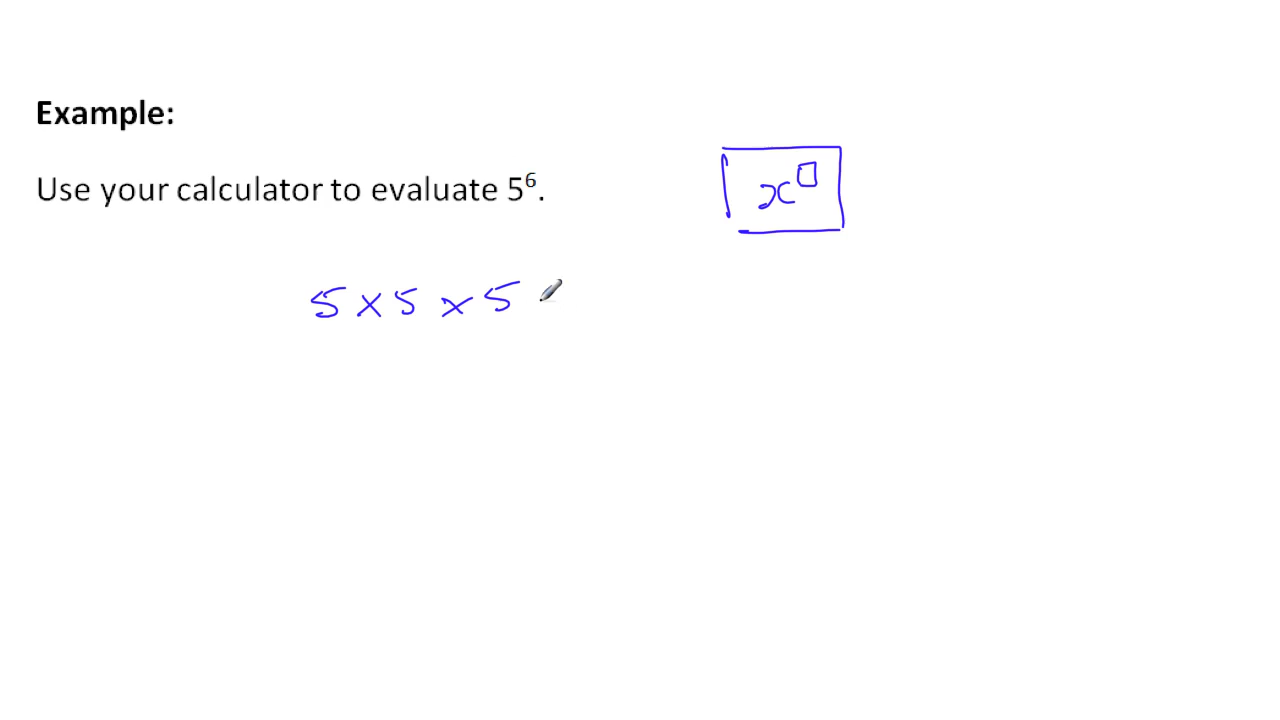 Example:
Use your calculator to evaluate 5⁶.
x^□
5 × 5 × 5